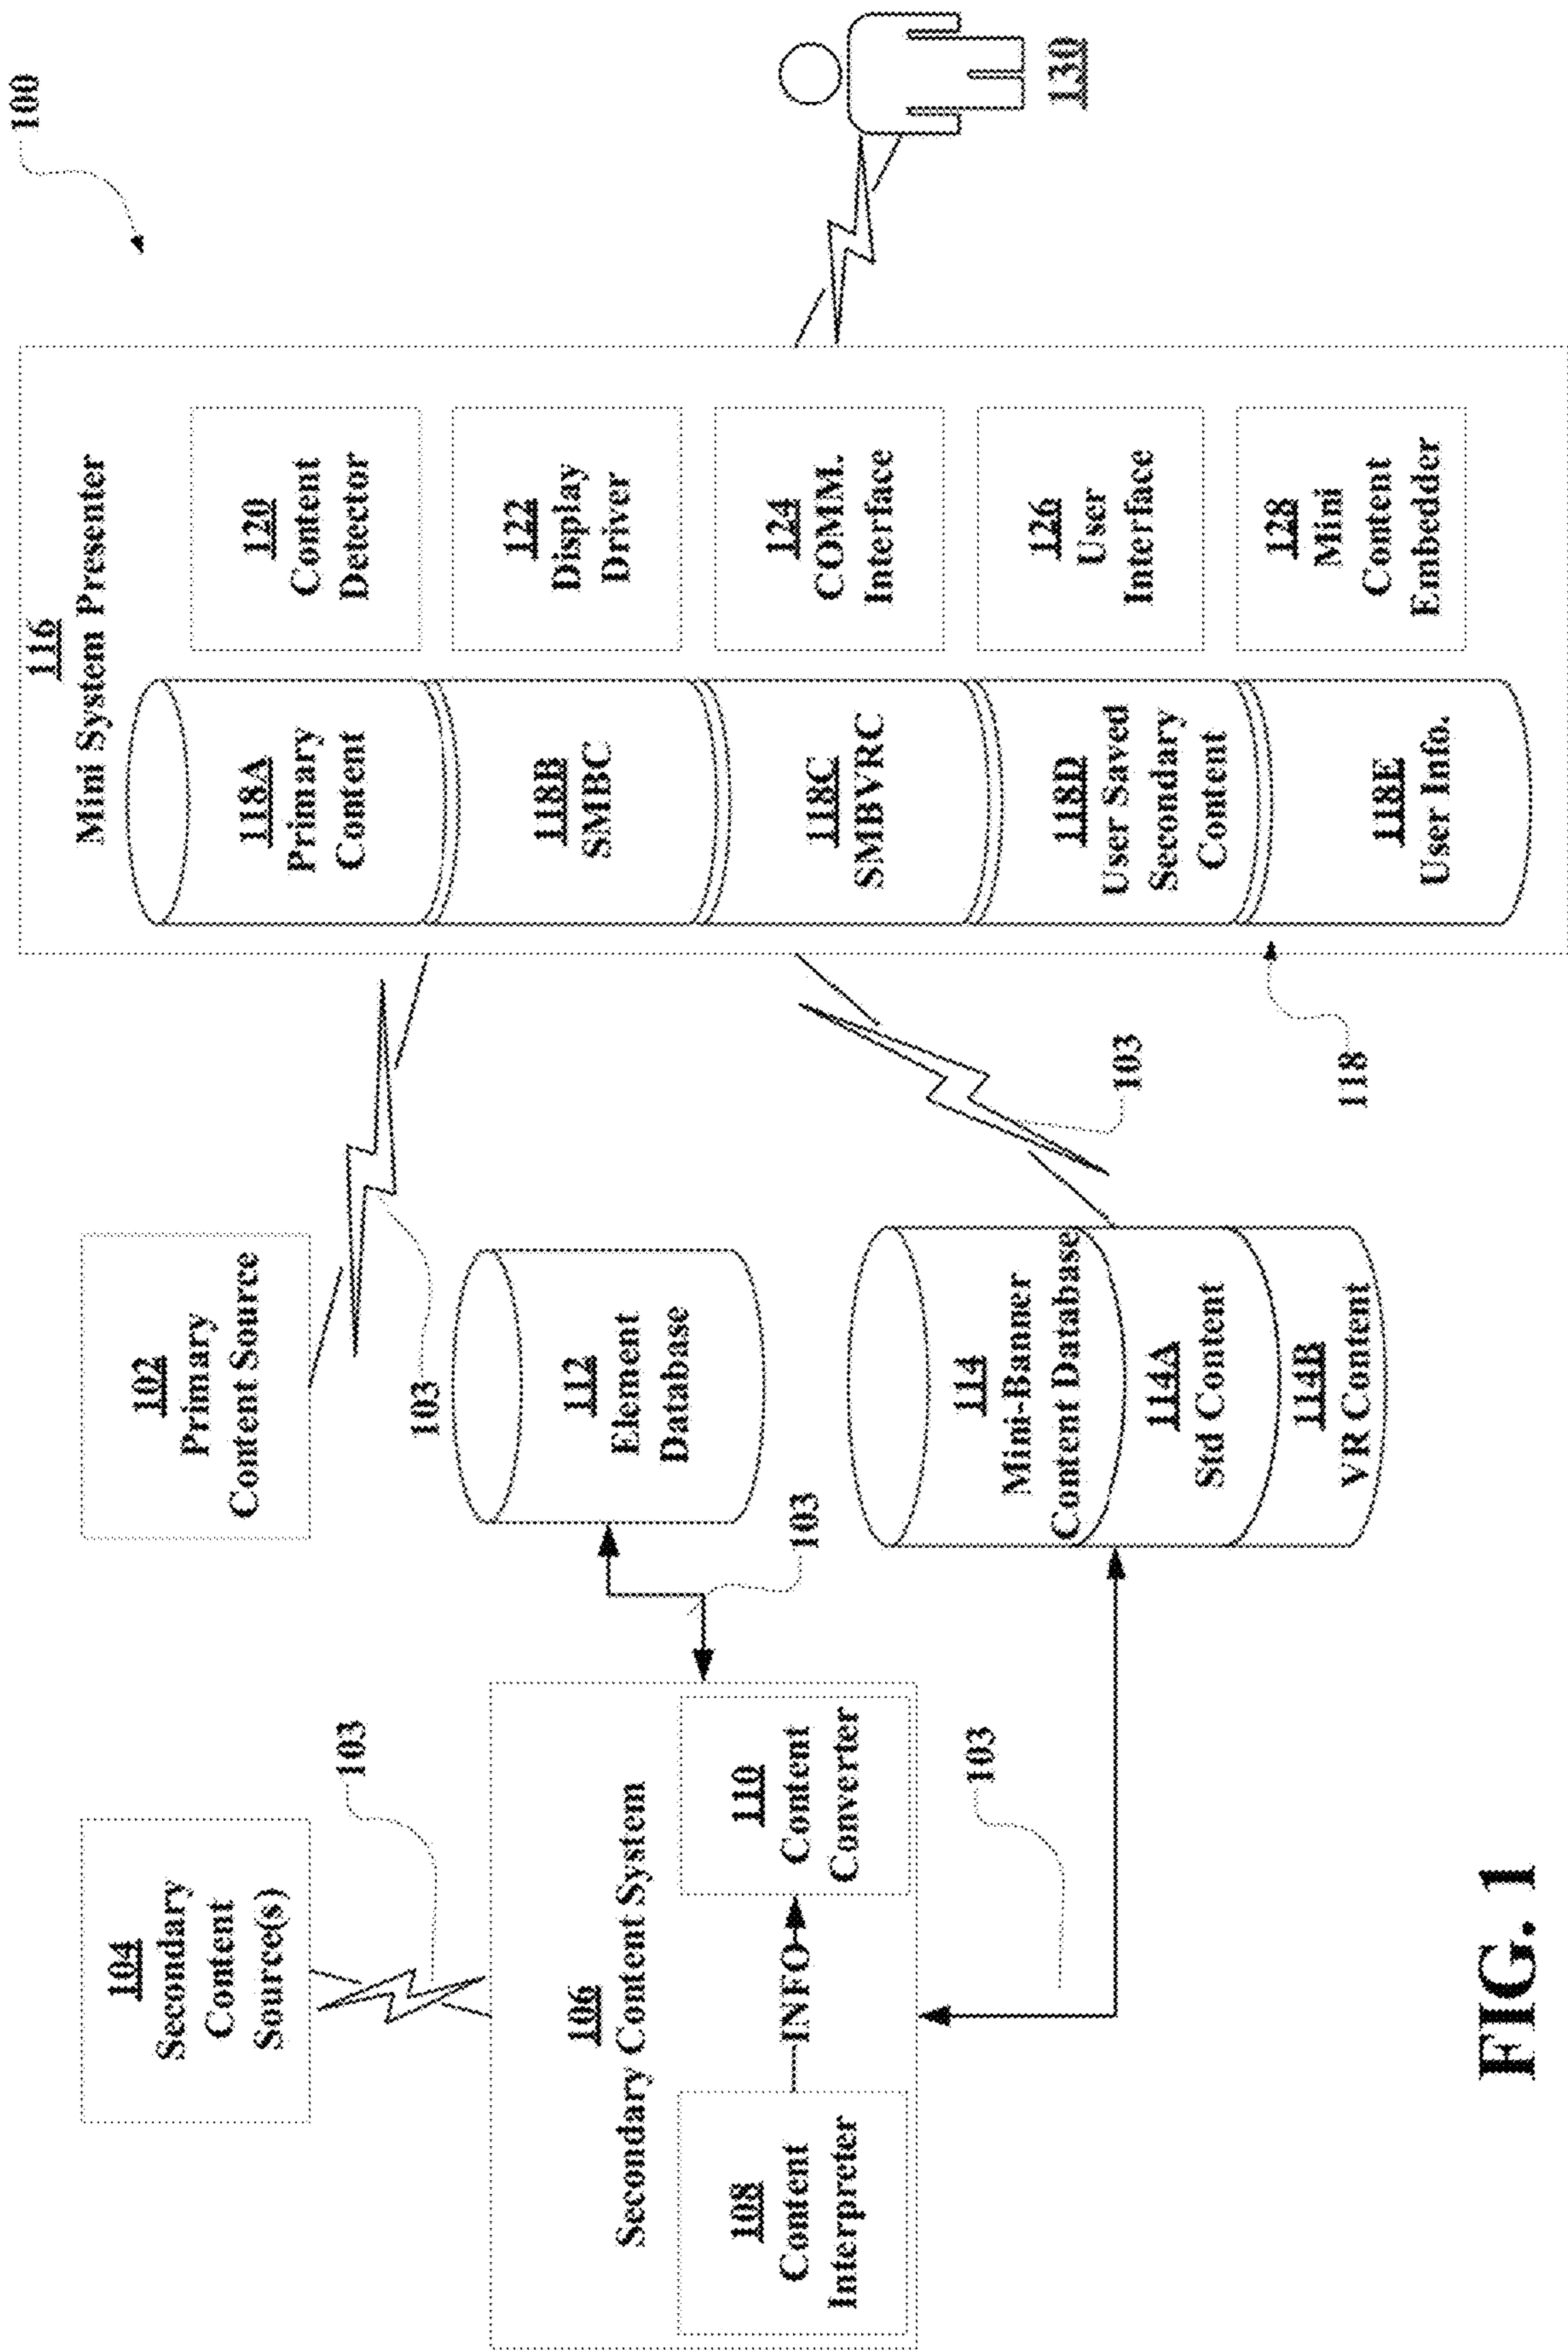 100
104
Secondary
Content
Source(s)
103
102
Primary
Content Source
103
116
Mini System Presenter
118A
Primary
Content
118B
SMBC
118C
SMBVRC
118D
User Saved
Secondary
Content
118E
User Info.
120
Content
Detector
122
Display
Driver
124
COMM.
Interface
126
User
Interface
128
Mini
Content
Embedder
130
106
Secondary Content System
108
Content
Interpreter
INFO
110
Content
Converter
103
112
Element
Database
103
114
Mini-Banner
Content Database
114A
Std Content
114B
VR Content
103
118
FIG. 1